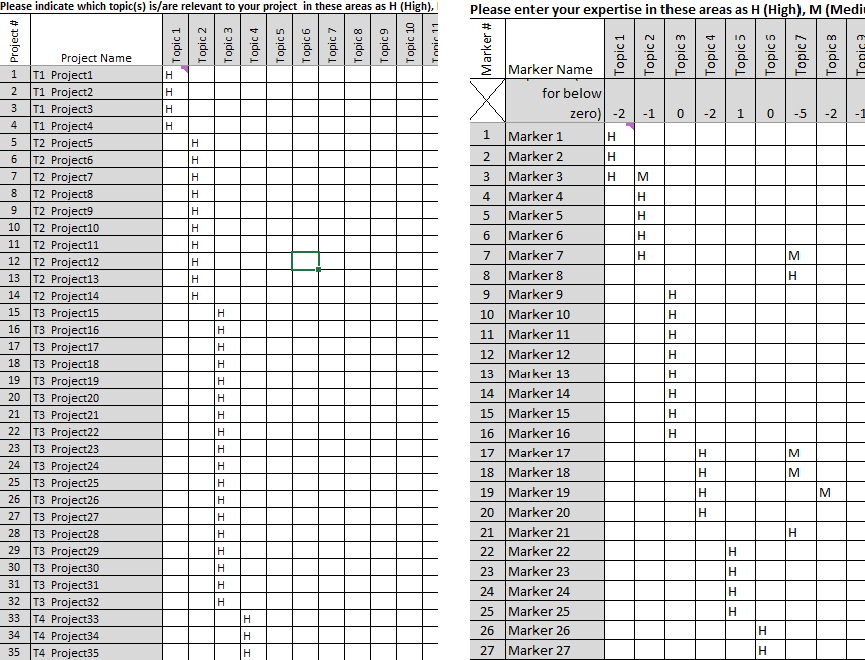 Please indicate which topic(s) is/are relevant to your project in these areas as H (High),
Project # Project Name Topic 1 Topic 2 Topic 3 Topic 4 Topic 5 Topic 6 Topic 7 Topic 8 Topic 9 Topic 10 Topic 11
1 T1 Project1 H
2 T1 Project2 H
3 T1 Project3 H
4 T1 Project4 H
5 T2 Project5 H
6 T2 Project6 H
7 T2 Project7 H
8 T2 Project8 H
9 T2 Project9 H
10 T2 Project10 H
11 T2 Project11 H
12 T2 Project12 H
13 T2 Project13 H
14 T2 Project14 H
15 T3 Project15 H
16 T3 Project16 H
17 T3 Project17 H
18 T3 Project18 H
19 T3 Project19 H
20 T3 Project20 H
21 T3 Project21 H
22 T3 Project22 H
23 T3 Project23 H
24 T3 Project24 H
25 T3 Project25 H
26 T3 Project26 H
27 T3 Project27 H
28 T3 Project28 H
29 T3 Project29 H
30 T3 Project30 H
31 T3 Project31 H
32 T3 Project32 H
33 T4 Project33 H
34 T4 Project34 H
35 T4 Project35 H
Please enter your expertise in these areas as H (High), M (Medi
Marker # Marker Name Topic 1 Topic 2 Topic 3 Topic 4 Topic 5 Topic 6 Topic 7 Topic 8 Topic 9
for below
zero) -2 -1 0 -2 1 0 -5 -2 -1
1 Marker 1 H
2 Marker 2 H
3 Marker 3 H M
4 Marker 4 H
5 Marker 5 H
6 Marker 6 H
7 Marker 7 H M
8 Marker 8 H
9 Marker 9 H
10 Marker 10 H
11 Marker 11 H
12 Marker 12 H
13 Marker 13 H
14 Marker 14 H
15 Marker 15 H
16 Marker 16 H
17 Marker 17 H M
18 Marker 18 H M
19 Marker 19 H M
20 Marker 20 H
21 Marker 21 H
22 Marker 22 H
23 Marker 23 H
24 Marker 24 H
25 Marker 25 H
26 Marker 26 H
27 Marker 27 H